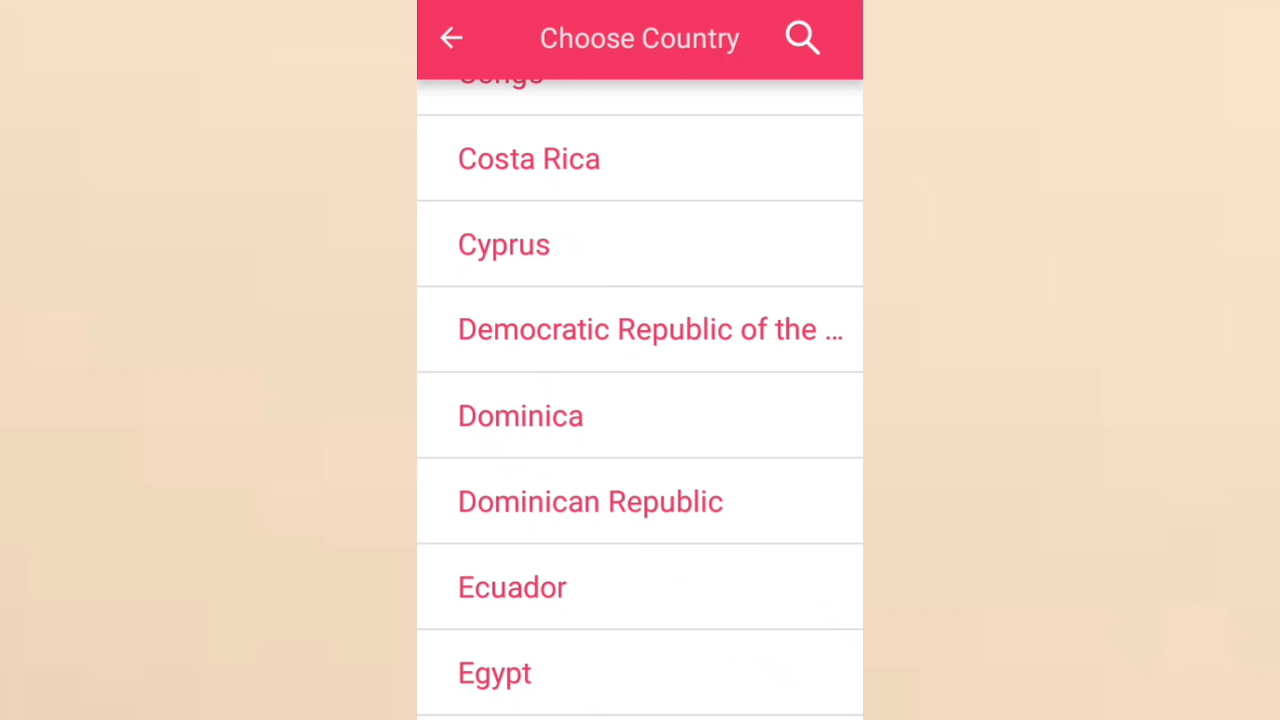 Choose Country
Costa Rica
Cyprus
Democratic Republic of the ...
Dominica
Dominican Republic
Ecuador
Egypt